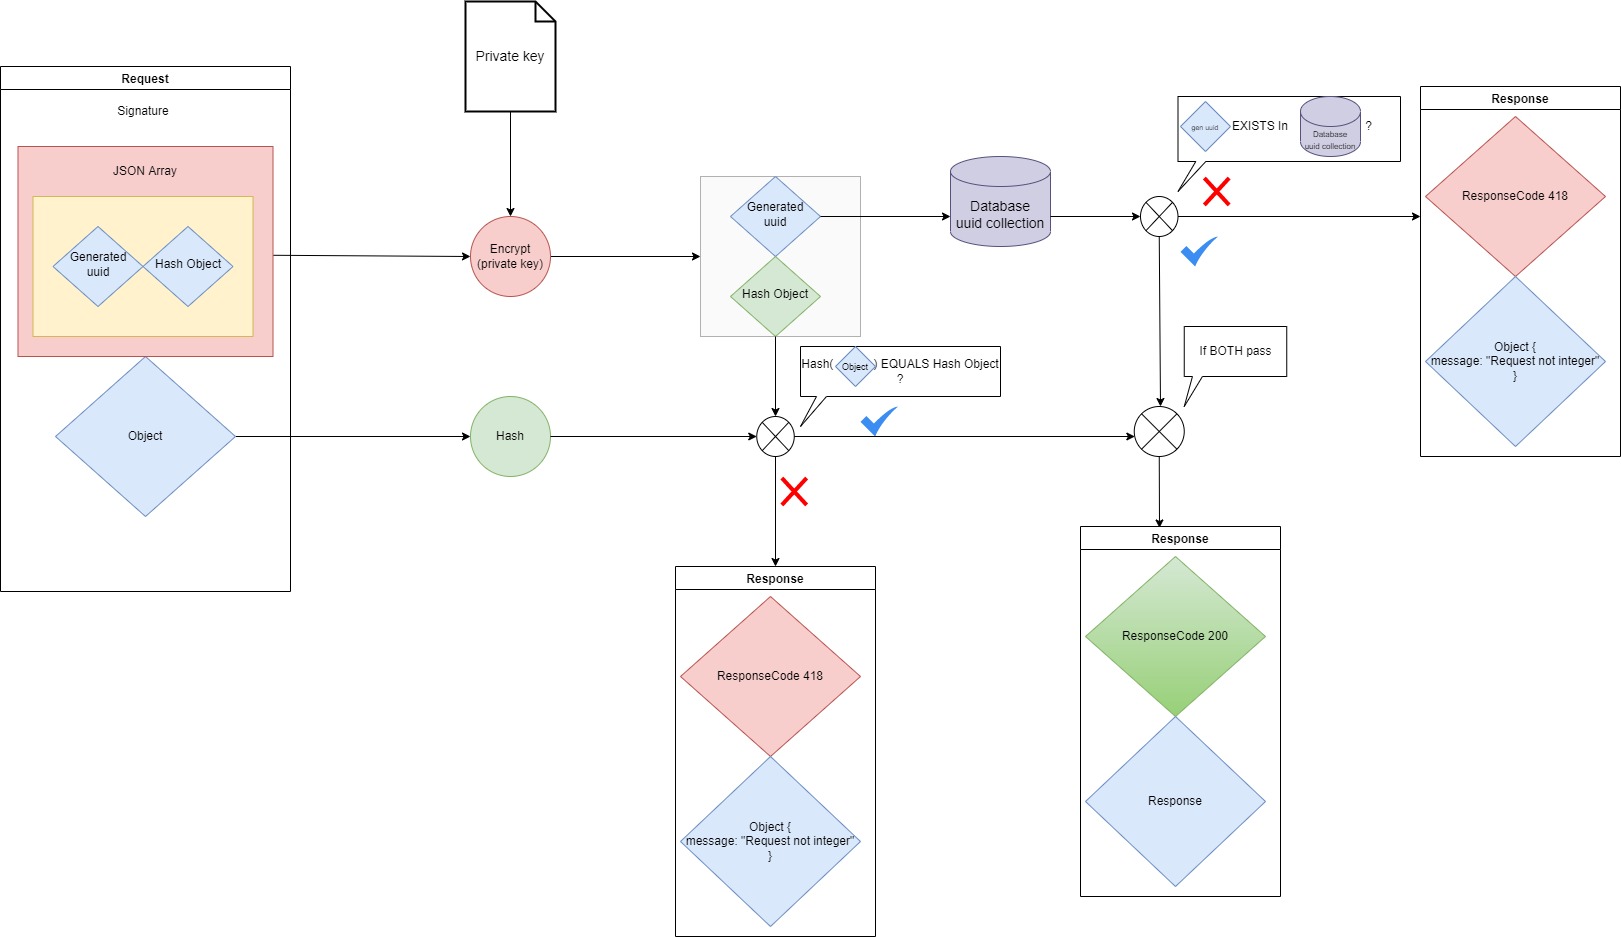 Private key
Request
Signature
JSON Array
Generated
uuid
Hash Object
Object
Encrypt
(private key)
Hash
Generated
uuid
Hash Object
Database
uuid collection
gen uuid
EXISTS In
Database
uuid collection
?
Hash(
Object
) EQUALS Hash Object
?
If BOTH pass
Response
ResponseCode 418
Object {
message: "Request not integer"
}
Response
ResponseCode 418
Object {
message: "Request not integer"
}
Response
ResponseCode 200
Response